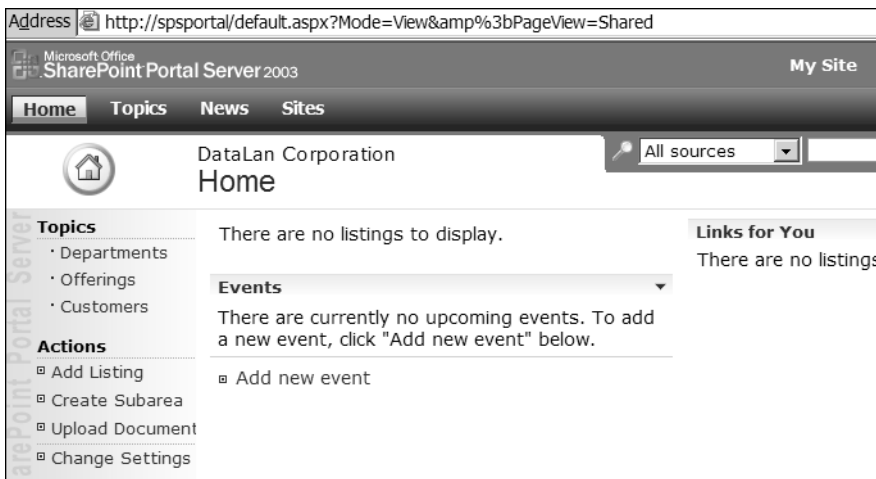 Address http://spsportal/default.aspx?Mode=View&amp%3bPageView=Shared
Microsoft Office
SharePoint Portal Server 2003
My Site
Home Topics News Sites
DataLan Corporation
Home
All sources
Topics
· Departments
· Offerings
· Customers
Actions
Add Listing
Create Subarea
Upload Document
Change Settings
There are no listings to display.
Events
There are currently no upcoming events. To add
a new event, click "Add new event" below.
Add new event
Links for You
There are no listings
arePoint Portal Server